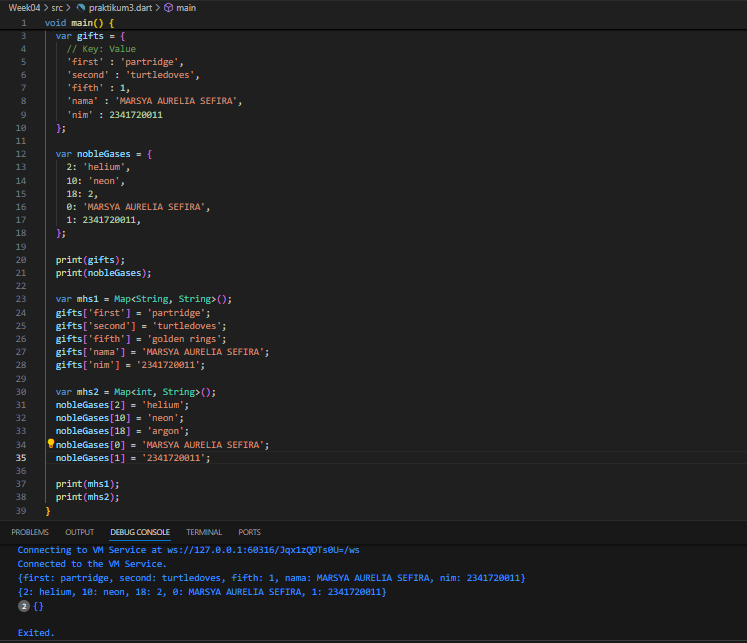 Week04 > src > praktikum3.dart > main
1 void main() {
3 var gifts = {
4 // Key: Value
5 'first' : 'partridge',
6 'second' : 'turtledoves',
7 'fifth' : 1,
8 'nama' : 'MARSYA AURELIA SEFIRA',
9 'nim' : 2341720011
10 };
11
12 var nobleGases = {
13 2: 'helium',
14 10: 'neon',
15 18: 2,
16 0: 'MARSYA AURELIA SEFIRA',
17 1: 2341720011,
18 };
19
20 print(gifts);
21 print(nobleGases);
22
23 var mhs1 = Map<String, String>();
24 gifts['first'] = 'partridge';
25 gifts['second'] = 'turtledoves';
26 gifts['fifth'] = 'golden rings';
27 gifts['nama'] = 'MARSYA AURELIA SEFIRA';
28 gifts['nim'] = '2341720011';
29
30 var mhs2 = Map<int, String>();
31 nobleGases[2] = 'helium';
32 nobleGases[10] = 'neon';
33 nobleGases[18] = 'argon';
34 nobleGases[0] = 'MARSYA AURELIA SEFIRA';
35 nobleGases[1] = '2341720011';
36
37 print(mhs1);
38 print(mhs2);
39 }
PROBLEMS OUTPUT DEBUG CONSOLE TERMINAL PORTS
Connecting to VM Service at ws://127.0.0.1:60316/Jqx1zQDTs0U=/ws
Connected to the VM Service.
{first: partridge, second: turtledoves, fifth: 1, nama: MARSYA AURELIA SEFIRA, nim: 2341720011}
{2: helium, 10: neon, 18: 2, 0: MARSYA AURELIA SEFIRA, 1: 2341720011}
2 {}
Exited.